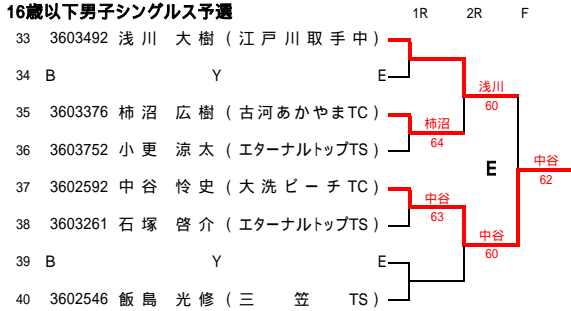 16歳以下男子シングルス予選 1R 2R F
33 3603492 浅川 大樹 (江戸川取手中)
34 B Y E
浅川
60
35 3603376 柿沼 広樹 (古河あかやまTC)
柿沼
64
36 3603752 小更 涼太 (エターナルトップTS)
E
中谷
62
37 3602592 中谷 怜史 (大洗ビーチTC)
中谷
63
38 3603261 石塚 啓介 (エターナルトップTS)
中谷
60
39 B Y E
40 3602546 飯島 光修 (三笠TS)